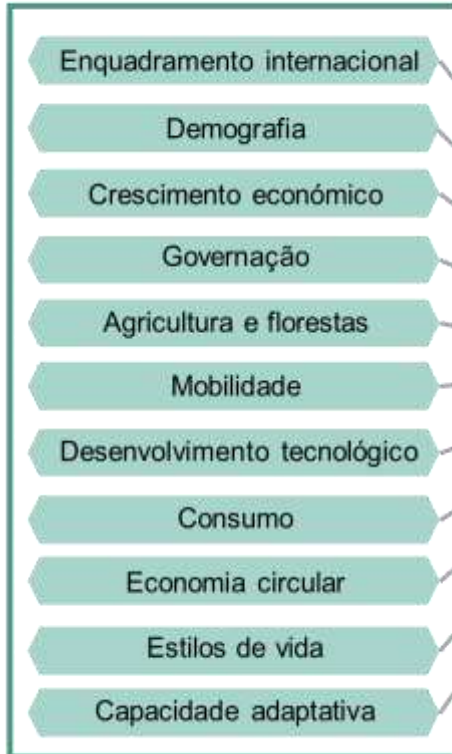 Enquadramento internacional
Demografia
Crescimento económico
Governação
Agricultura e florestas
Mobilidade
Desenvolvimento tecnológico
Consumo
Economia circular
Estilos de vida
Capacidade adaptativa